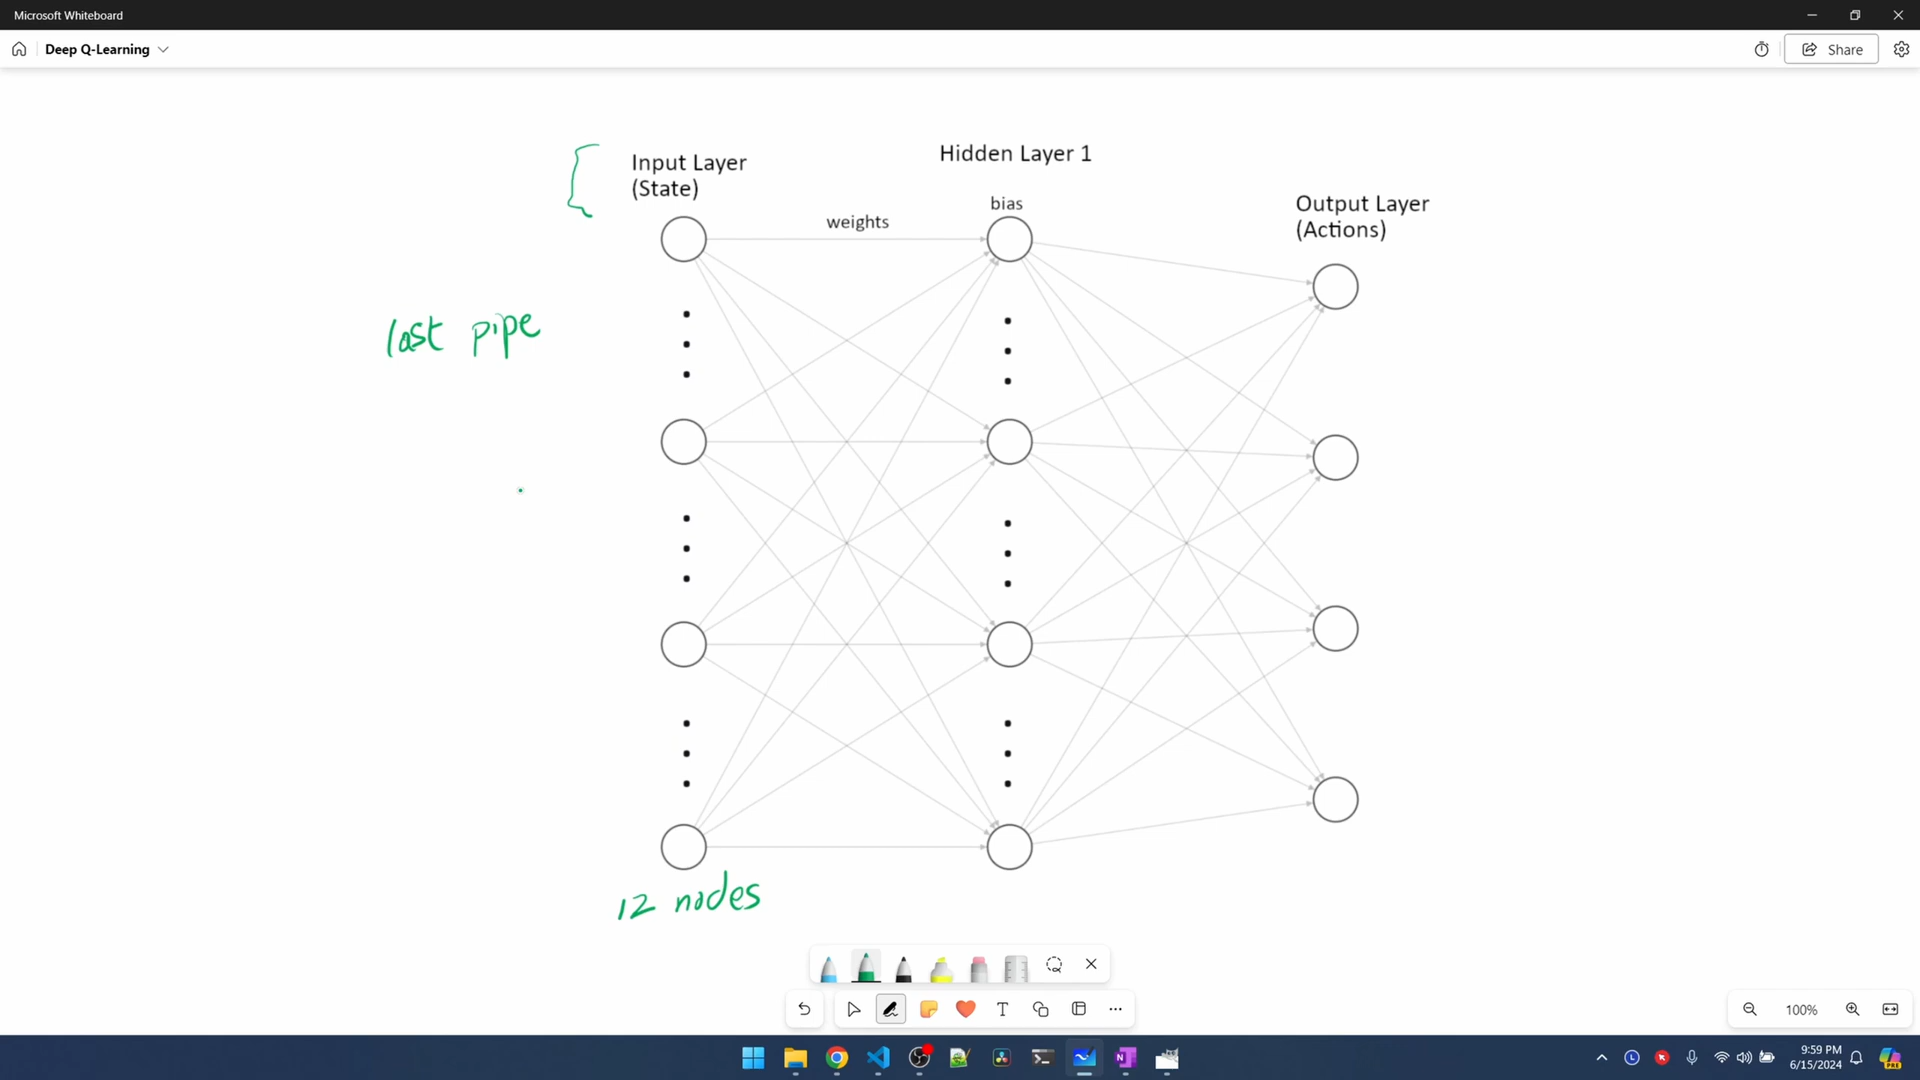 Microsoft Whiteboard
Deep Q-Learning
Share
Input Layer
(State)
Hidden Layer 1
weights
bias
Output Layer
(Actions)
last pipe
12 nodes
100%
9:59 PM
6/15/2024